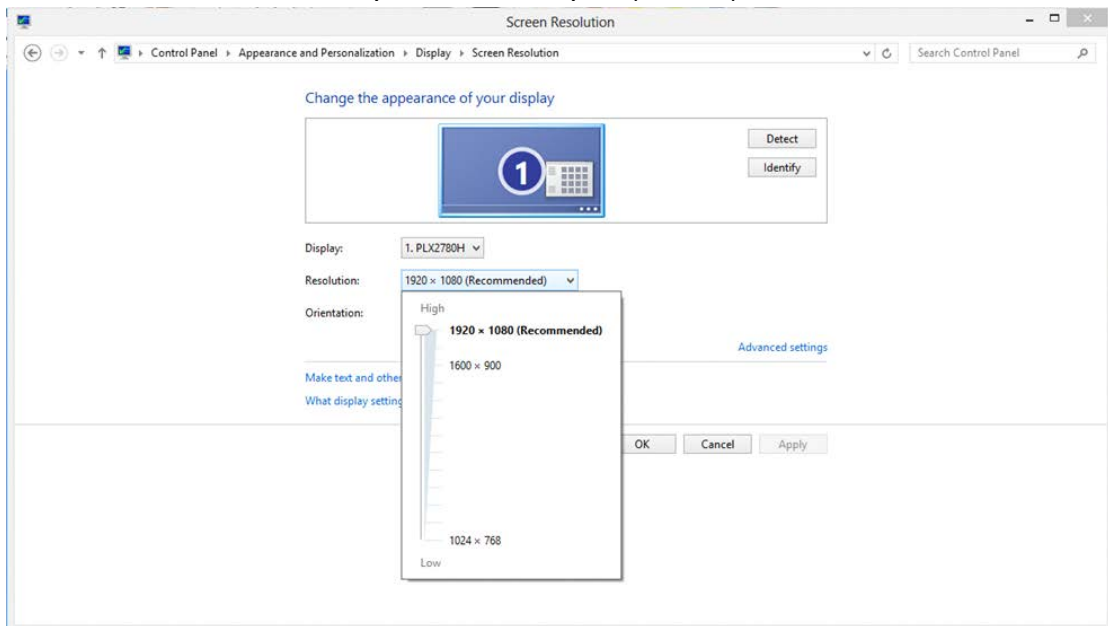 Screen Resolution
Control Panel Appearance and Personalization Display Screen Resolution
Search Control Panel
Change the appearance of your display
1
Detect
Identify
Display: 1. PLX2780H
Resolution: 1920 × 1080 (Recommended)
Orientation:
High
1920 × 1080 (Recommended)
1600 × 900
1024 × 768
Low
Advanced settings
Make text and other
What display setting
OK Cancel Apply